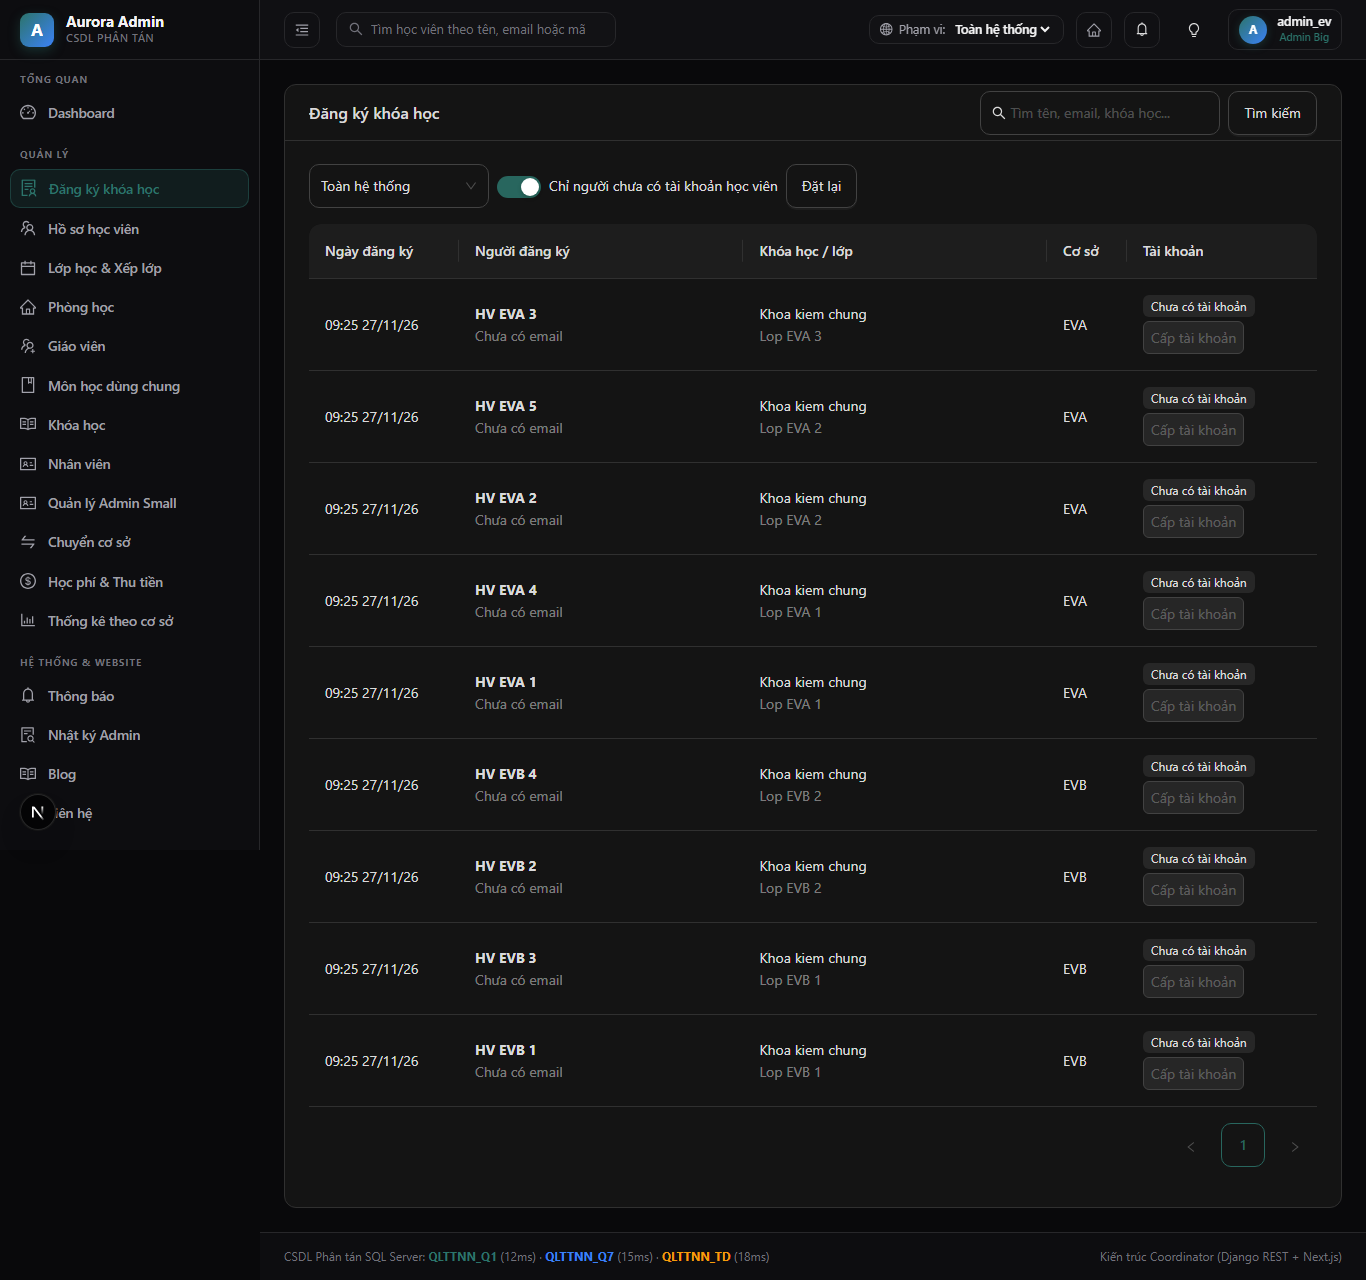 A
Aurora Admin
CSDL PHÂN TÁN
Tìm học viên theo tên, email hoặc mã
Phạm vi: Toàn hệ thống
A
admin_ev
Admin Big
TỔNG QUAN
Dashboard
QUẢN LÝ
Đăng ký khóa học
Hồ sơ học viên
Lớp học & Xếp lớp
Phòng học
Giáo viên
Môn học dùng chung
Khóa học
Nhân viên
Quản lý Admin Small
Chuyển cơ sở
Học phí & Thu tiền
Thống kê theo cơ sở
HỆ THỐNG & WEBSITE
Thông báo
Nhật ký Admin
Blog
N
iên hệ
Đăng ký khóa học
Tìm tên, email, khóa học...
Tìm kiếm
Toàn hệ thống
Chỉ người chưa có tài khoản học viên
Đặt lại
Ngày đăng ký Người đăng ký Khóa học / lớp Cơ sở Tài khoản
09:25 27/11/26 HV EVA 3 Khoa kiem chung EVA Chưa có tài khoản
Chưa có email Lop EVA 3 Cấp tài khoản
09:25 27/11/26 HV EVA 5 Khoa kiem chung EVA Chưa có tài khoản
Chưa có email Lop EVA 2 Cấp tài khoản
09:25 27/11/26 HV EVA 2 Khoa kiem chung EVA Chưa có tài khoản
Chưa có email Lop EVA 2 Cấp tài khoản
09:25 27/11/26 HV EVA 4 Khoa kiem chung EVA Chưa có tài khoản
Chưa có email Lop EVA 1 Cấp tài khoản
09:25 27/11/26 HV EVA 1 Khoa kiem chung EVA Chưa có tài khoản
Chưa có email Lop EVA 1 Cấp tài khoản
09:25 27/11/26 HV EVB 4 Khoa kiem chung EVB Chưa có tài khoản
Chưa có email Lop EVB 2 Cấp tài khoản
09:25 27/11/26 HV EVB 2 Khoa kiem chung EVB Chưa có tài khoản
Chưa có email Lop EVB 2 Cấp tài khoản
09:25 27/11/26 HV EVB 3 Khoa kiem chung EVB Chưa có tài khoản
Chưa có email Lop EVB 1 Cấp tài khoản
09:25 27/11/26 HV EVB 1 Khoa kiem chung EVB Chưa có tài khoản
Chưa có email Lop EVB 1 Cấp tài khoản
1
CSDL Phân tán SQL Server: QLTTNN_Q1 (12ms) · QLTTNN_Q7 (15ms) · QLTTNN_TD (18ms)
Kiến trúc Coordinator (Django REST + Next.js)